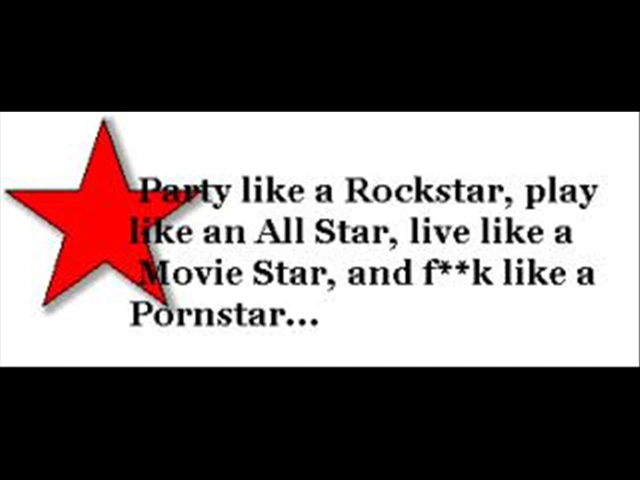 Party like a Rockstar, play
like an All Star, live like a
Movie Star, and f**k like a
Pornstar...